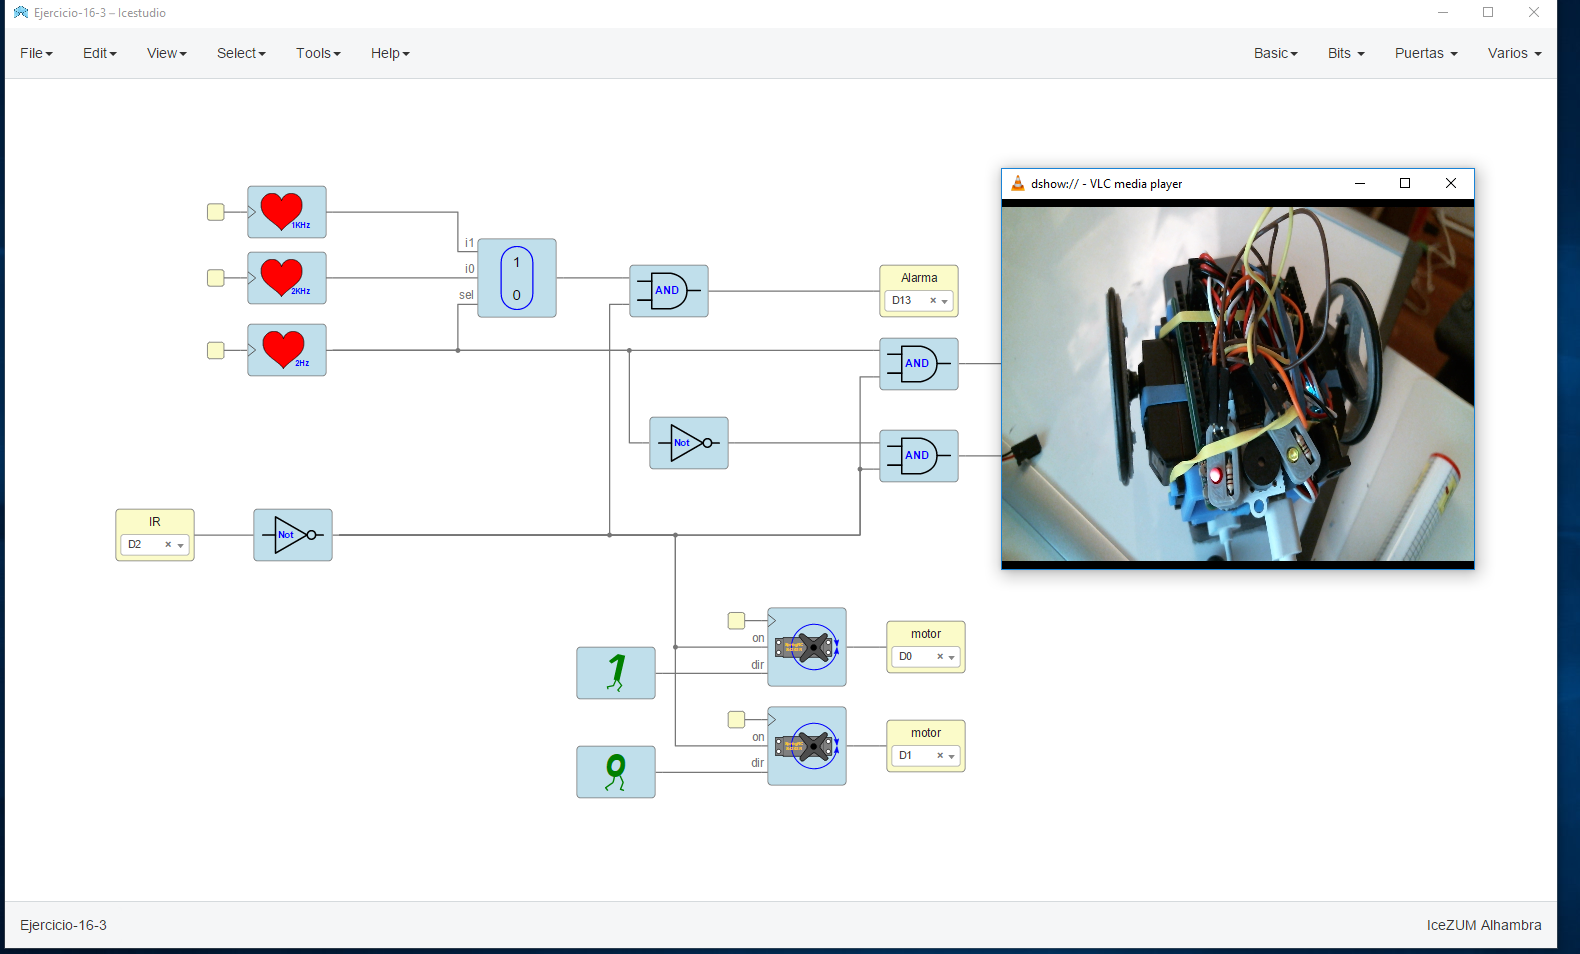 Ejercicio-16-3 – Icestudio
File Edit View Select Tools Help Basic Bits Puertas Varios
dshow:// - VLC media player
1KHz
i1
2KHz
i0
1
0
sel
2Hz
AND
Alarma
D13
AND
Not
AND
IR
D2
Not
on
dir
motor
D0
1
on
dir
motor
D1
0
Ejercicio-16-3 IceZUM Alhambra